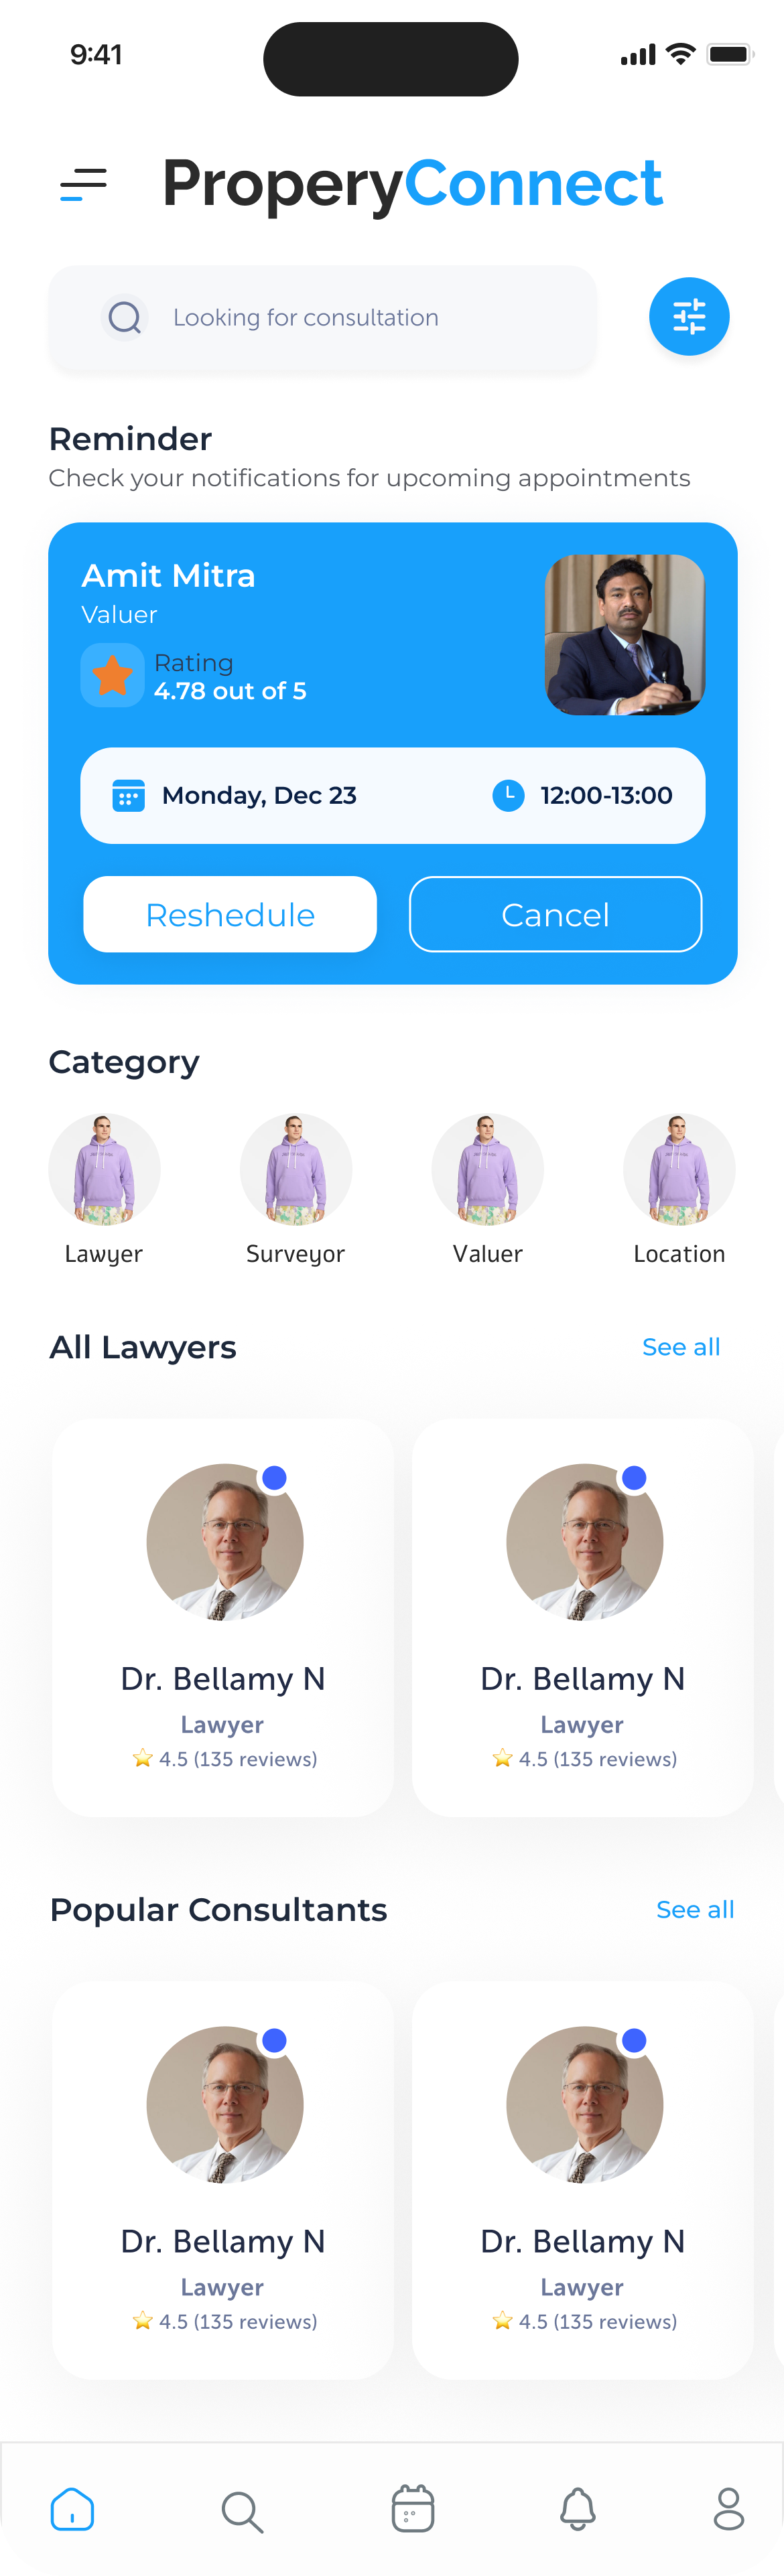 9:41
ProperyConnect
Looking for consultation
Reminder
Check your notifications for upcoming appointments
Amit Mitra
Valuer
Rating
4.78 out of 5
Monday, Dec 23 12:00-13:00
Reshedule Cancel
Category
Lawyer Surveyor Valuer Location
All Lawyers See all
Dr. Bellamy N Dr. Bellamy N
Lawyer Lawyer
4.5 (135 reviews) 4.5 (135 reviews)
Popular Consultants See all
Dr. Bellamy N Dr. Bellamy N
Lawyer Lawyer
4.5 (135 reviews) 4.5 (135 reviews)